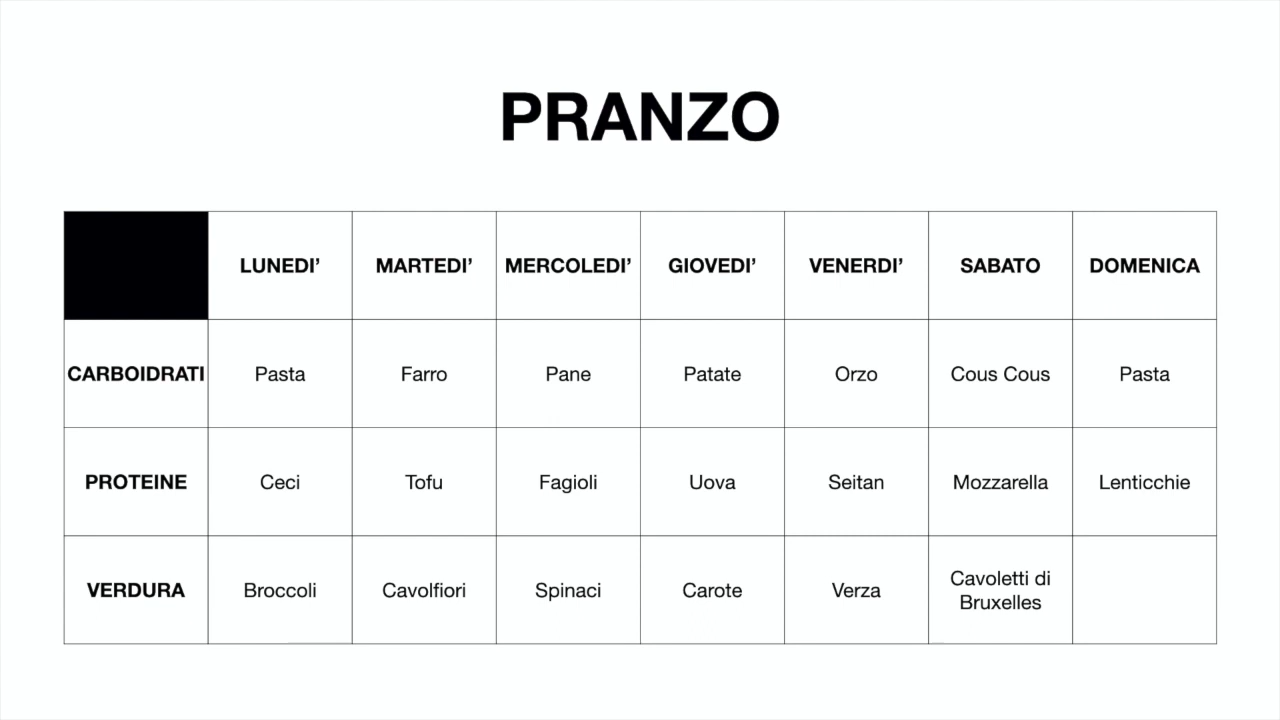 PRANZO
LUNEDI’ MARTEDI’ MERCOLEDI’ GIOVEDI’ VENERDI’ SABATO DOMENICA
CARBOIDRATI Pasta Farro Pane Patate Orzo Cous Cous Pasta
PROTEINE Ceci Tofu Fagioli Uova Seitan Mozzarella Lenticchie
VERDURA Broccoli Cavolfiori Spinaci Carote Verza Cavoletti di
Bruxelles